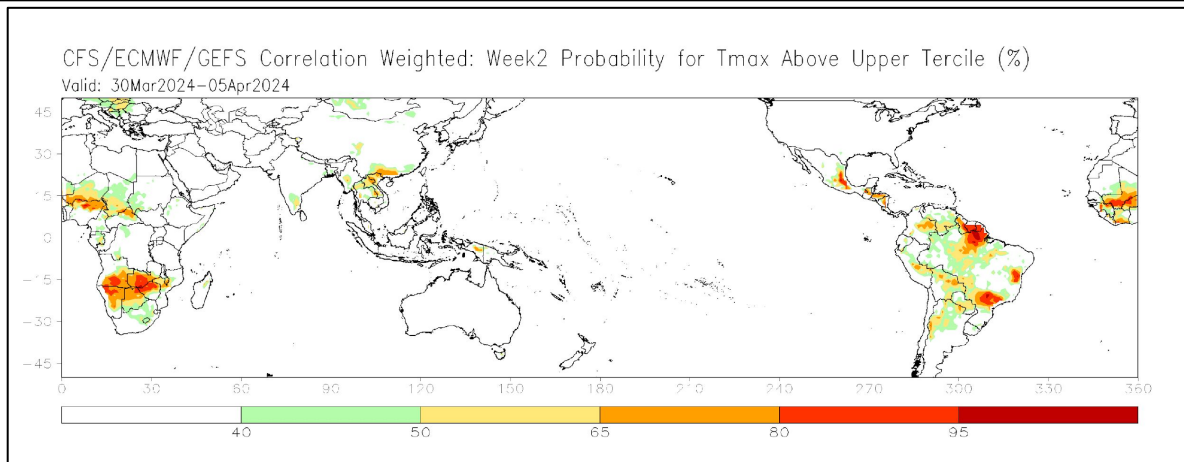 CFS/ECMWF/GEFS Correlation Weighted: Week2 Probability for Tmax Above Upper Tercile (%)
Valid: 30Mar2024-05Apr2024
45
30
15
0
-15
-30
-45
0 30 60 90 120 150 180 210 240 270 300 330 360
40 50 65 80 95